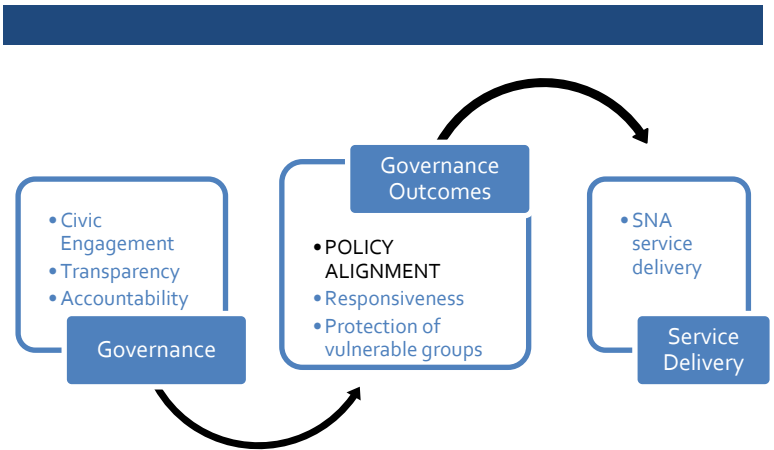 •Civic
Engagement
•Transparency
•Accountability
Governance
Governance
Outcomes
•POLICY
ALIGNMENT
•Responsiveness
•Protection of
vulnerable groups
•SNA
service
delivery
Service
Delivery